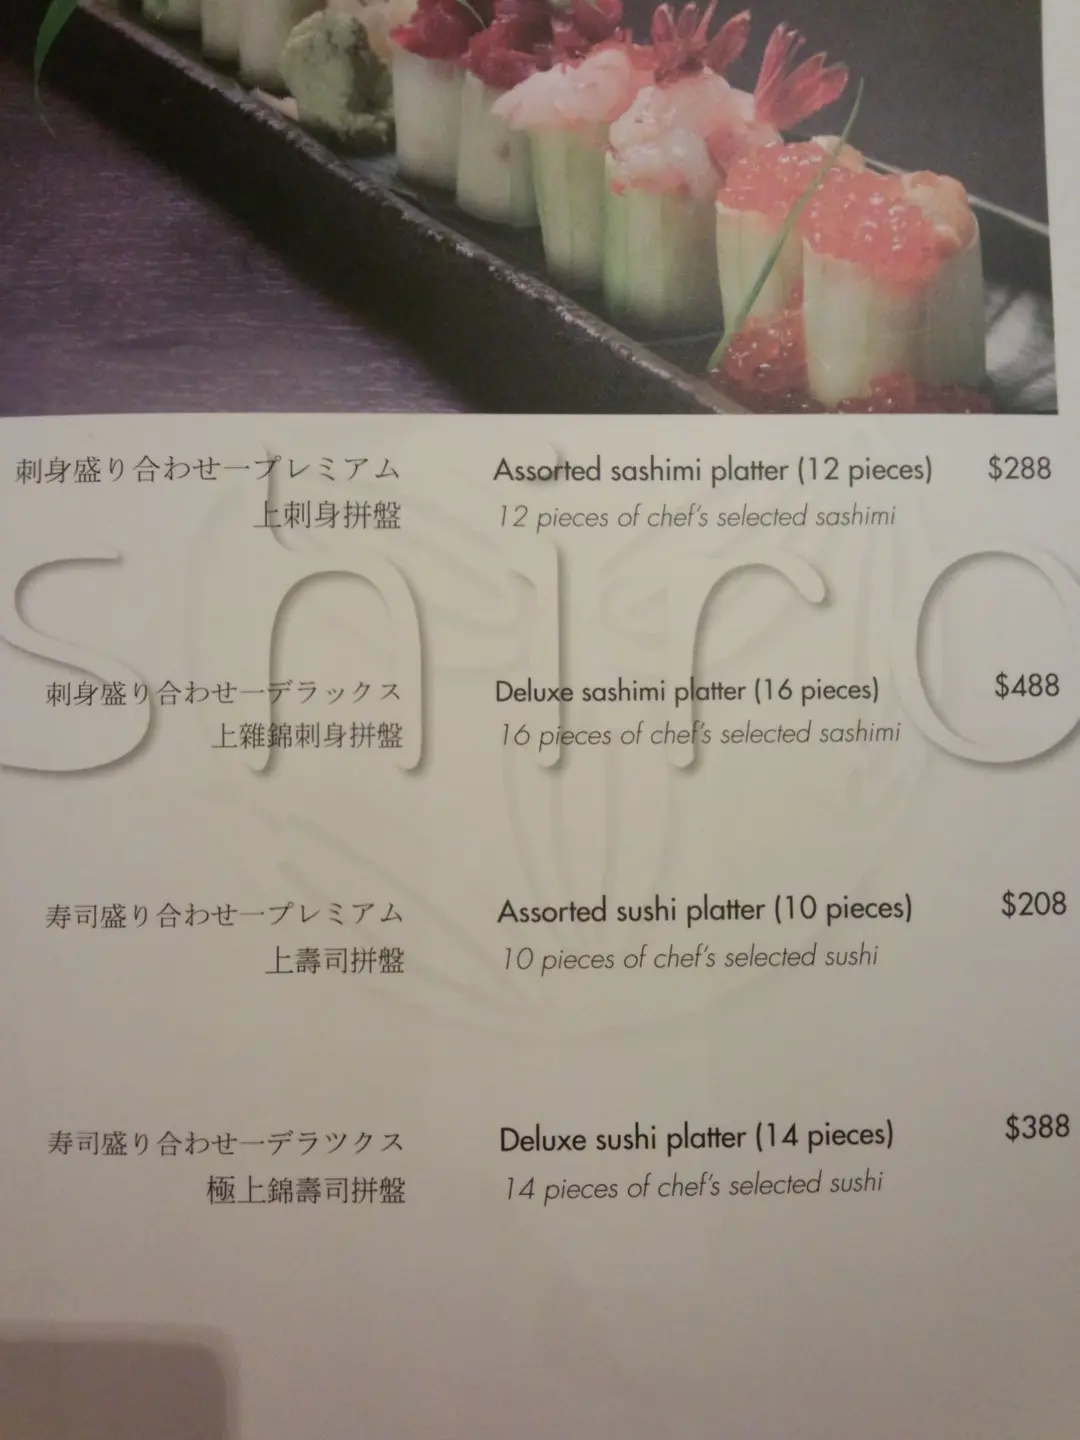 刺身盛り合わせープレミアム Assorted sashimi platter (12 pieces) $288
上刺身拼盤 12 pieces of chef's selected sashimi
shiro
刺身盛り合わせーデラックス Deluxe sashimi platter (16 pieces) $488
上雜錦刺身拼盤 16 pieces of chef's selected sashimi
寿司盛り合わせープレミアム Assorted sushi platter (10 pieces) $208
上壽司拼盤 10 pieces of chef's selected sushi
寿司盛り合わせーデラツクス Deluxe sushi platter (14 pieces) $388
極上錦壽司拼盤 14 pieces of chef's selected sushi